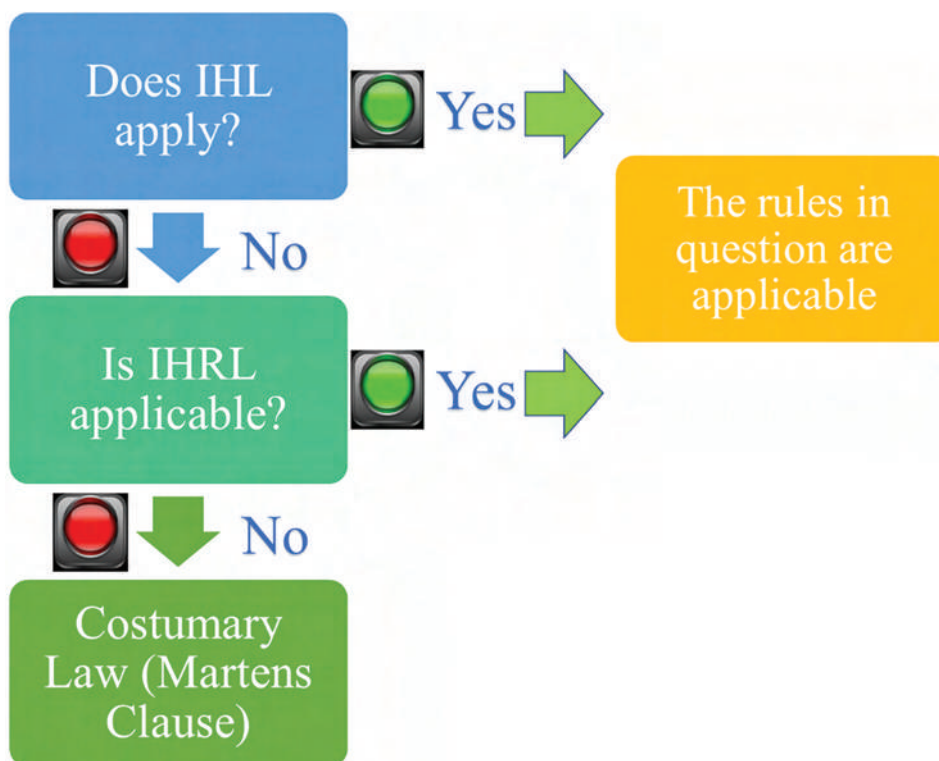 Does IHL
apply?
Yes
No
The rules in
question are
applicable
Is IHRL
applicable?
Yes
No
Costumary
Law (Martens
Clause)